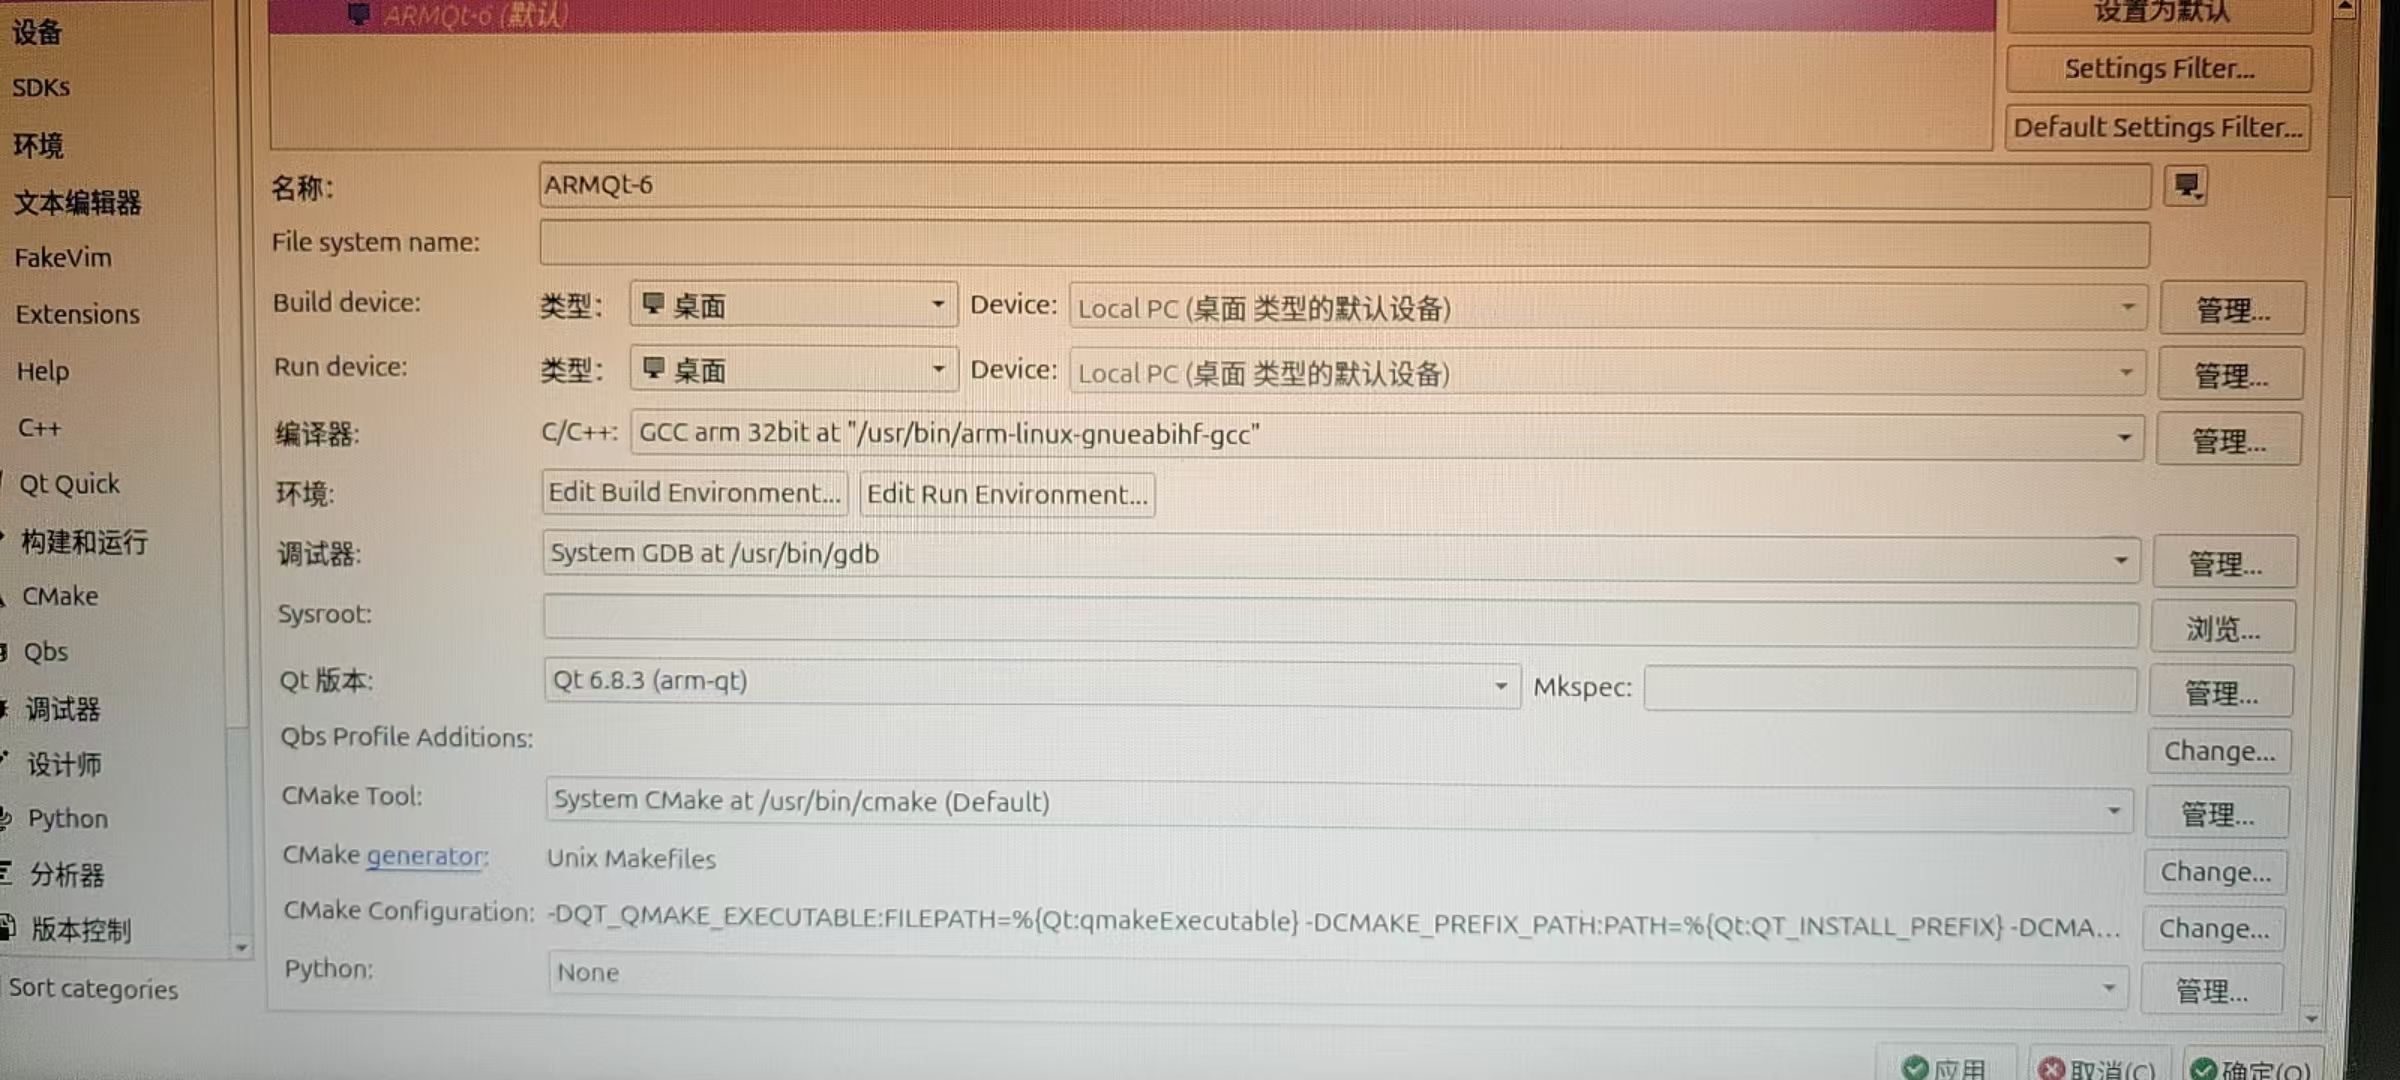 ARMQt-6 (默认)
设置为默认
Settings Filter...
Default Settings Filter...
设备
SDKs
环境
文本编辑器
FakeVim
Extensions
Help
C++
Qt Quick
构建和运行
CMake
Qbs
调试器
设计师
Python
分析器
版本控制
Sort categories
名称: ARMQt-6
File system name:
Build device: 类型: 桌面 Device: Local PC (桌面 类型的默认设备) 管理...
Run device: 类型: 桌面 Device: Local PC (桌面 类型的默认设备) 管理...
编译器: C/C++: GCC arm 32bit at "/usr/bin/arm-linux-gnueabihf-gcc" 管理...
环境: Edit Build Environment... Edit Run Environment...
调试器: System GDB at /usr/bin/gdb 管理...
Sysroot: 浏览...
Qt 版本: Qt 6.8.3 (arm-qt) Mkspec: 管理...
Qbs Profile Additions: Change...
CMake Tool: System CMake at /usr/bin/cmake (Default) 管理...
CMake generator: Unix Makefiles Change...
CMake Configuration: -DQT_QMAKE_EXECUTABLE:FILEPATH=%{Qt:qmakeExecutable} -DCMAKE_PREFIX_PATH:PATH=%{Qt:QT_INSTALL_PREFIX} -DCMA... Change...
Python: None 管理...
应用 取消(C) 确定(O)